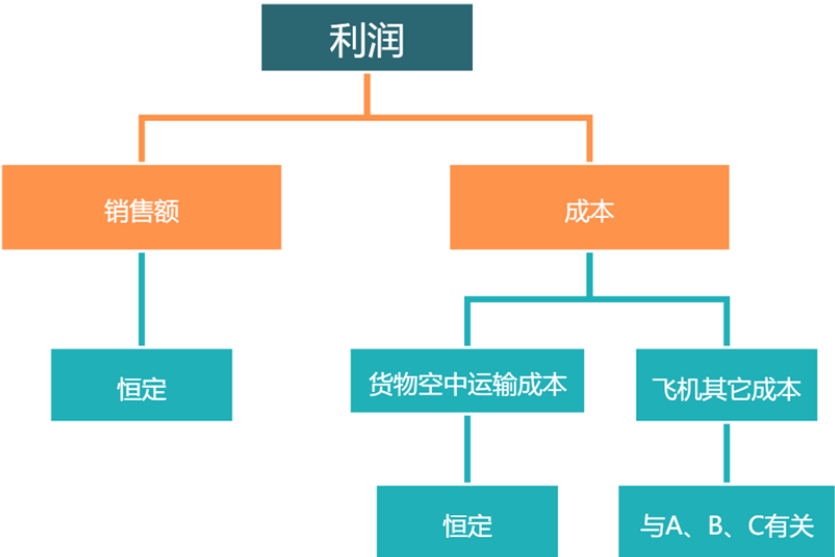 利润
销售额
成本
恒定
货物空中运输成本
飞机其它成本
恒定
与A、B、C有关